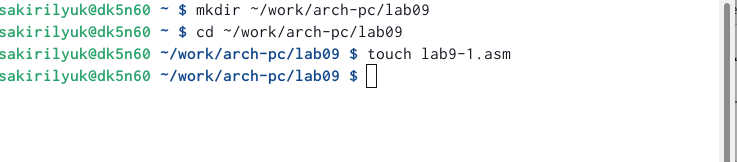 sakirilyuk@dk5n60 ~ $ mkdir ~/work/arch-pc/lab09
sakirilyuk@dk5n60 ~ $ cd ~/work/arch-pc/lab09
sakirilyuk@dk5n60 ~/work/arch-pc/lab09 $ touch lab9-1.asm
sakirilyuk@dk5n60 ~/work/arch-pc/lab09 $